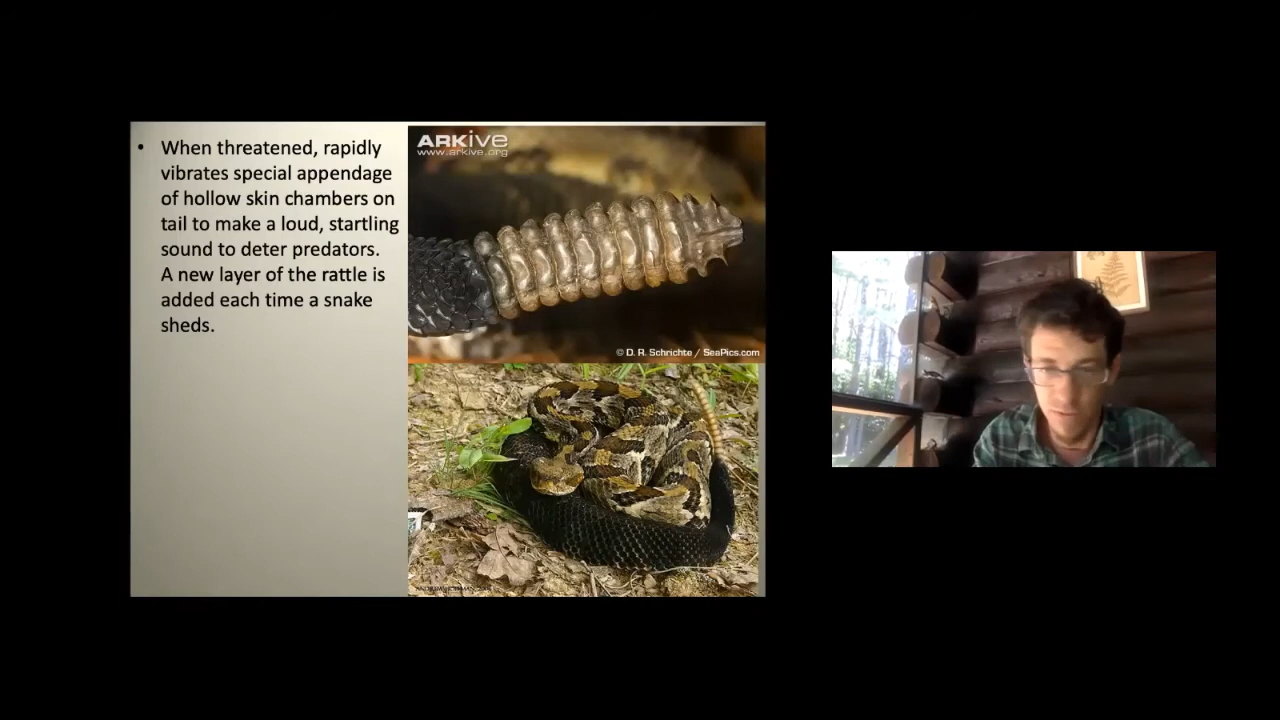 • When threatened, rapidly
vibrates special appendage
of hollow skin chambers on
tail to make a loud, startling
sound to deter predators.
A new layer of the rattle is
added each time a snake
sheds.
ARKive
www.arkive.org
© D. R. Schrichte / SeaPics.com